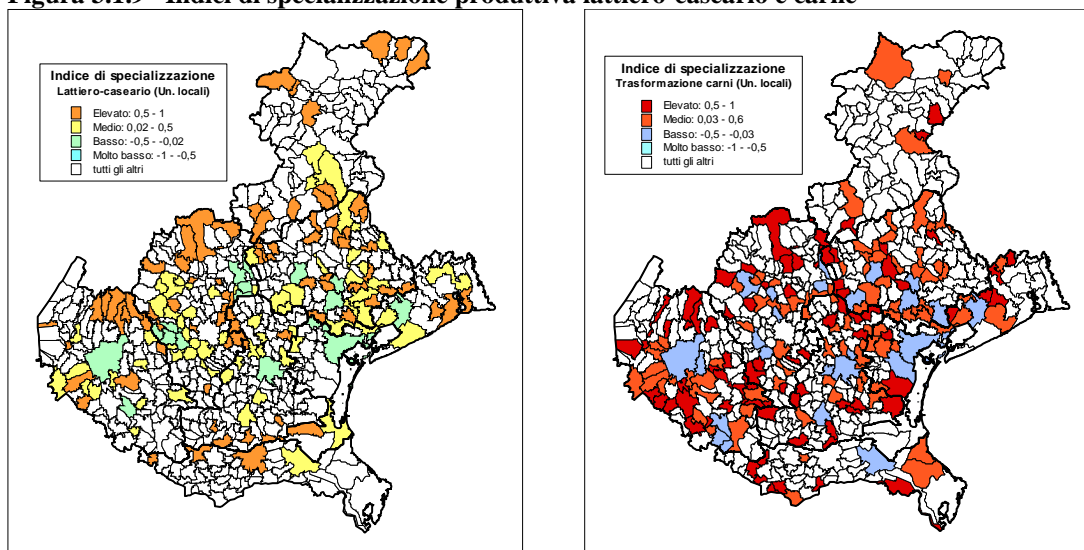 Figura 3.1.9 - Indici di specializzazione produttiva lattiero-caseario e carne
Indice di specializzazione
Lattiero-caseario (Un. locali)
Elevato: 0,5 - 1
Medio: 0,02 - 0,5
Basso: -0,5 - -0,02
Molto basso: -1 - -0,5
tutti gli altri
Indice di specializzazione
Trasformazione carni (Un. locali)
Elevato: 0,5 - 1
Medio: 0,03 - 0,6
Basso: -0,5 - -0,03
Molto basso: -1 - -0,5
tutti gli altri